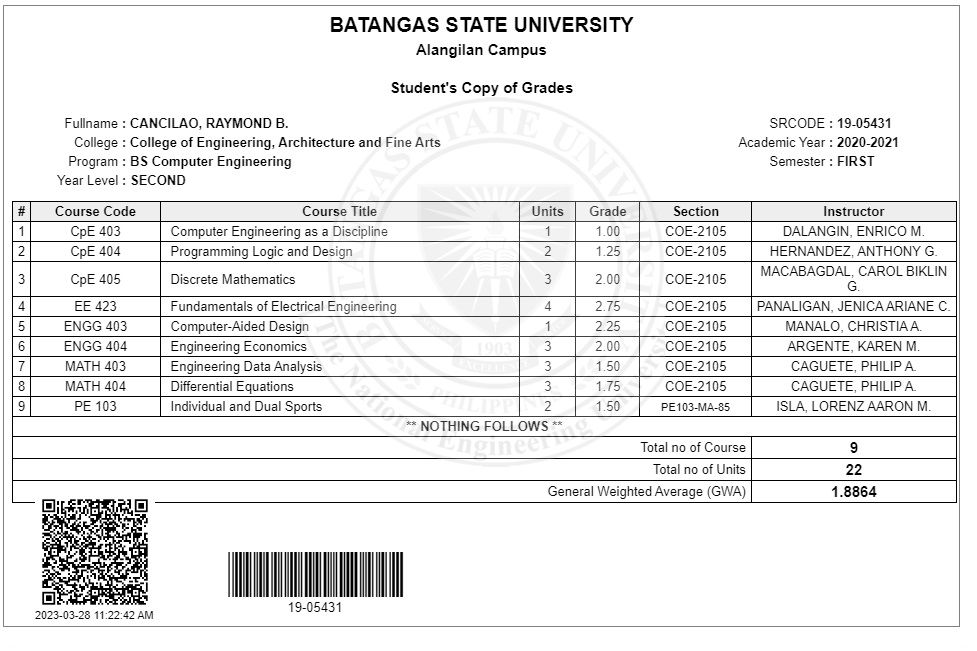 BATANGAS STATE UNIVERSITY
Alangilan Campus
Student's Copy of Grades
Fullname : CANCILAO, RAYMOND B. SRCODE : 19-05431
College : College of Engineering, Architecture and Fine Arts Academic Year : 2020-2021
Program : BS Computer Engineering Semester : FIRST
Year Level : SECOND
# Course Code Course Title Units Grade Section Instructor
1 CpE 403 Computer Engineering as a Discipline 1 1.00 COE-2105 DALANGIN, ENRICO M.
2 CpE 404 Programming Logic and Design 2 1.25 COE-2105 HERNANDEZ, ANTHONY G.
3 CpE 405 Discrete Mathematics 3 2.00 COE-2105 MACABAGDAL, CAROL BIKLIN
G.
4 EE 423 Fundamentals of Electrical Engineering 4 2.75 COE-2105 PANALIGAN, JENICA ARIANE C.
5 ENGG 403 Computer-Aided Design 1 2.25 COE-2105 MANALO, CHRISTIA A.
6 ENGG 404 Engineering Economics 3 2.00 COE-2105 ARGENTE, KAREN M.
7 MATH 403 Engineering Data Analysis 3 1.50 COE-2105 CAGUETE, PHILIP A.
8 MATH 404 Differential Equations 3 1.75 COE-2105 CAGUETE, PHILIP A.
9 PE 103 Individual and Dual Sports 2 1.50 PE103-MA-85 ISLA, LORENZ AARON M.
** NOTHING FOLLOWS **
Total no of Course 9
Total no of Units 22
General Weighted Average (GWA) 1.8864
2023-03-28 11:22:42 AM
19-05431
BATANGAS STATE UNIVERSITY
The National Engineering University
PHILIPPINES
1903